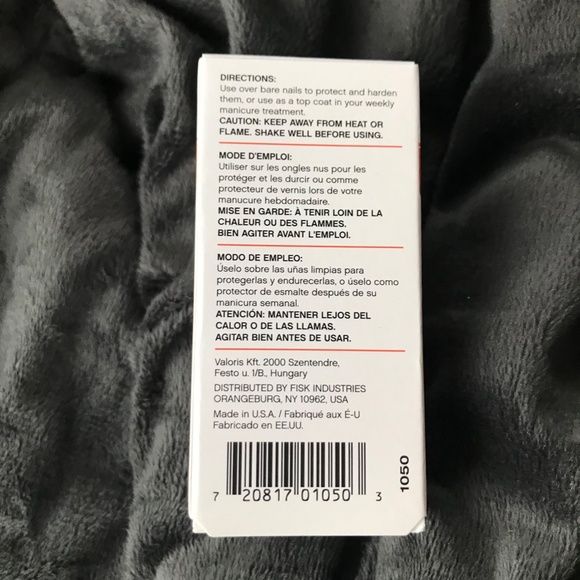 DIRECTIONS:
Use over bare nails to protect and harden
them, or use as a top coat in your weekly
manicure treatment.
CAUTION: KEEP AWAY FROM HEAT OR
FLAME. SHAKE WELL BEFORE USING.
MODE D'EMPLOI:
Utiliser sur les ongles nus pour les
protéger et les durcir ou comme
protecteur de vernis lors de votre
manucure hebdomadaire.
MISE EN GARDE: À TENIR LOIN DE LA
CHALEUR OU DES FLAMMES.
BIEN AGITER AVANT L'EMPLOI.
MODO DE EMPLEO:
Úselo sobre las uñas limpias para
protegerlas y endurecerlas, o úselo como
protector de esmalte después de su
manicura semanal.
ATENCIÓN: MANTENER LEJOS DEL
CALOR O DE LAS LLAMAS.
AGITAR BIEN ANTES DE USAR.
Valoris Kft. 2000 Szentendre,
Festo u. 1/B., Hungary
DISTRIBUTED BY FISK INDUSTRIES
ORANGEBURG, NY 10962, USA
Made in U.S.A. / Fabriqué aux É-U
Fabricado en EE.UU.
7 20817 01050 3
1050